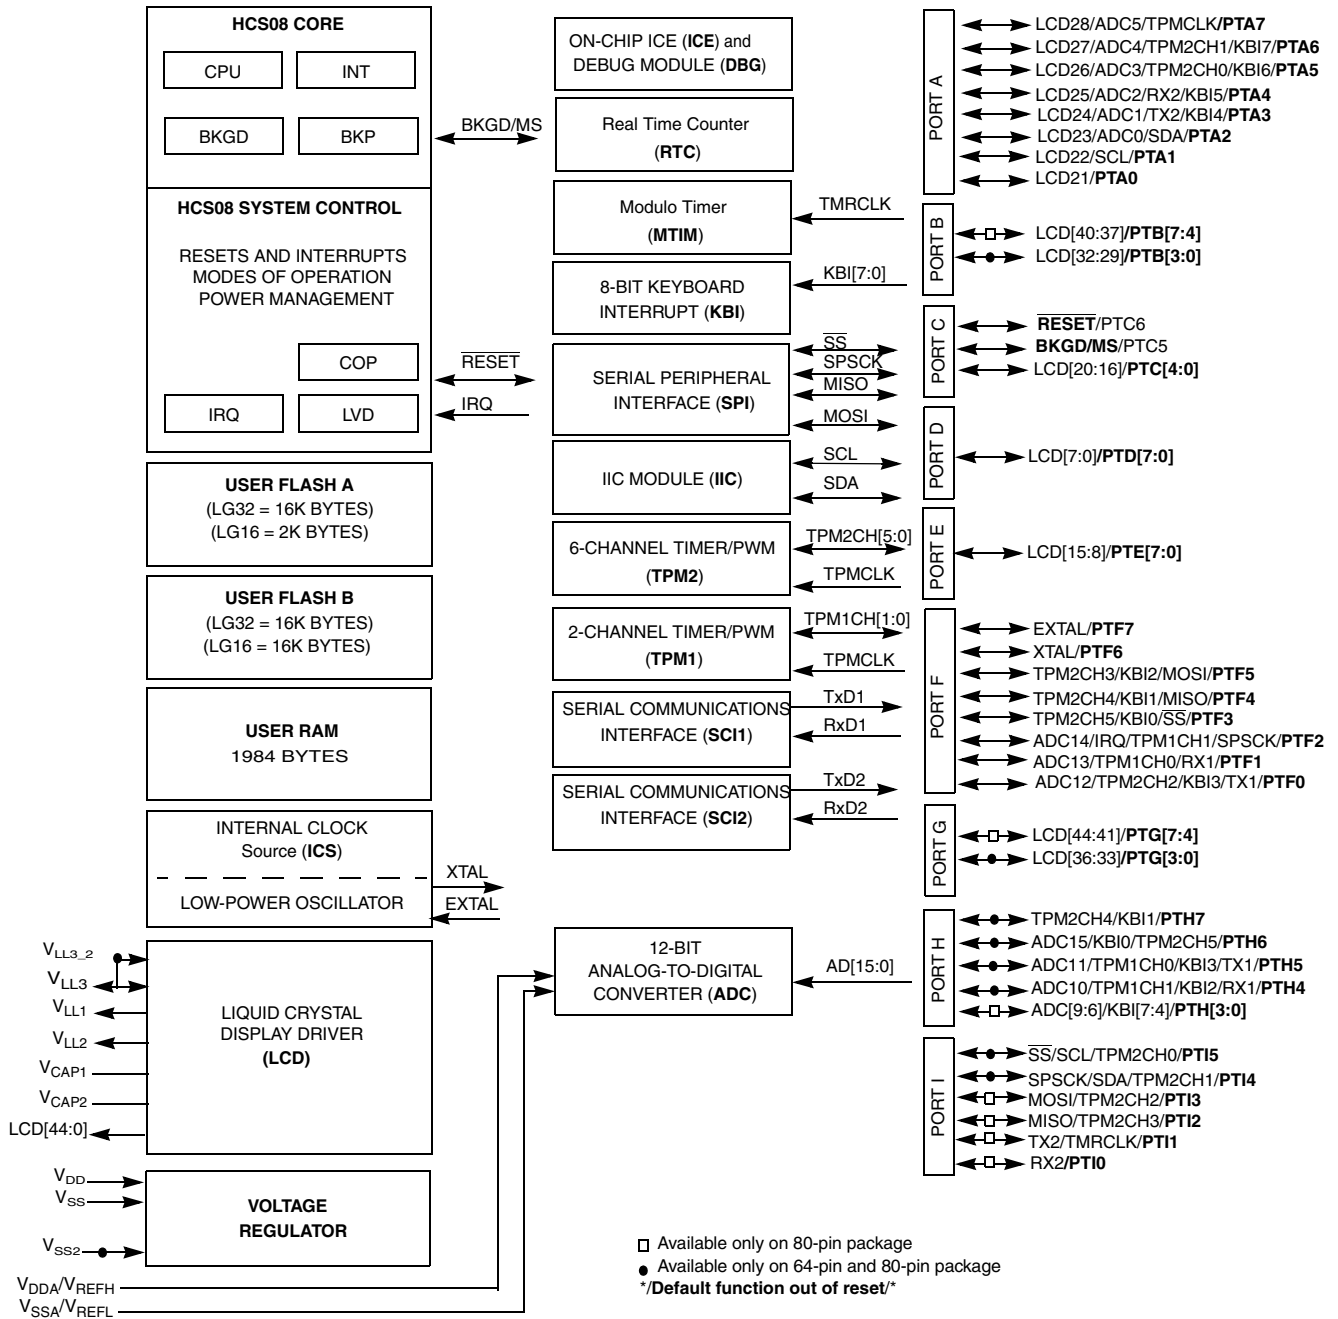 HCS08 CORE
CPU
INT
BKGD
BKP
HCS08 SYSTEM CONTROL
RESETS AND INTERRUPTS
MODES OF OPERATION
POWER MANAGEMENT
COP
IRQ
LVD
USER FLASH A
(LG32 = 16K BYTES)
(LG16 = 2K BYTES)
USER FLASH B
(LG32 = 16K BYTES)
(LG16 = 16K BYTES)
USER RAM
1984 BYTES
INTERNAL CLOCK
Source (ICS)
LOW-POWER OSCILLATOR
XTAL
EXTAL
VLL3_2
VLL3
VLL1
VLL2
VCAP1
VCAP2
LCD[44:0]
LIQUID CRYSTAL
DISPLAY DRIVER
(LCD)
VDD
VSS
VSS2
VOLTAGE
REGULATOR
VDDA/VREFH
VSSA/VREFL
BKGD/MS
RESET
IRQ
ON-CHIP ICE (ICE) and
DEBUG MODULE (DBG)
Real Time Counter
(RTC)
Modulo Timer
(MTIM)
TMRCLK
8-BIT KEYBOARD
INTERRUPT (KBI)
KBI[7:0]
SERIAL PERIPHERAL
INTERFACE (SPI)
SS
SPSCK
MISO
MOSI
IIC MODULE (IIC)
SCL
SDA
6-CHANNEL TIMER/PWM
(TPM2)
TPM2CH[5:0]
TPMCLK
2-CHANNEL TIMER/PWM
(TPM1)
TPM1CH[1:0]
TPMCLK
SERIAL COMMUNICATIONS
INTERFACE (SCI1)
TxD1
RxD1
SERIAL COMMUNICATIONS
INTERFACE (SCI2)
TxD2
RxD2
12-BIT
ANALOG-TO-DIGITAL
CONVERTER (ADC)
AD[15:0]
PORT A
LCD28/ADC5/TPMCLK/PTA7
LCD27/ADC4/TPM2CH1/KBI7/PTA6
LCD26/ADC3/TPM2CH0/KBI6/PTA5
LCD25/ADC2/RX2/KBI5/PTA4
LCD24/ADC1/TX2/KBI4/PTA3
LCD23/ADC0/SDA/PTA2
LCD22/SCL/PTA1
LCD21/PTA0
PORT B
LCD[40:37]/PTB[7:4]
LCD[32:29]/PTB[3:0]
PORT C
RESET/PTC6
BKGD/MS/PTC5
LCD[20:16]/PTC[4:0]
PORT D
LCD[7:0]/PTD[7:0]
PORT E
LCD[15:8]/PTE[7:0]
PORT F
EXTAL/PTF7
XTAL/PTF6
TPM2CH3/KBI2/MOSI/PTF5
TPM2CH4/KBI1/MISO/PTF4
TPM2CH5/KBI0/SS/PTF3
ADC14/IRQ/TPM1CH1/SPSCK/PTF2
ADC13/TPM1CH0/RX1/PTF1
ADC12/TPM2CH2/KBI3/TX1/PTF0
PORT G
LCD[44:41]/PTG[7:4]
LCD[36:33]/PTG[3:0]
PORT H
TPM2CH4/KBI1/PTH7
ADC15/KBI0/TPM2CH5/PTH6
ADC11/TPM1CH0/KBI3/TX1/PTH5
ADC10/TPM1CH1/KBI2/RX1/PTH4
ADC[9:6]/KBI[7:4]/PTH[3:0]
PORT I
SS/SCL/TPM2CH0/PTI5
SPSCK/SDA/TPM2CH1/PTI4
MOSI/TPM2CH2/PTI3
MISO/TPM2CH3/PTI2
TX2/TMRCLK/PTI1
RX2/PTI0
Available only on 80-pin package
Available only on 64-pin and 80-pin package
*/Default function out of reset/*